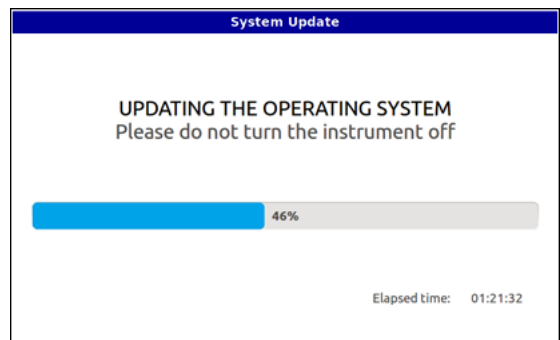 System Update
UPDATING THE OPERATING SYSTEM
Please do not turn the instrument off
46%
Elapsed time: 01:21:32